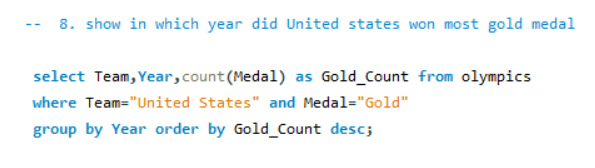 -- 8. show in which year did United states won most gold medal
select Team,Year,count(Medal) as Gold_Count from olympics
where Team="United States" and Medal="Gold"
group by Year order by Gold_Count desc;